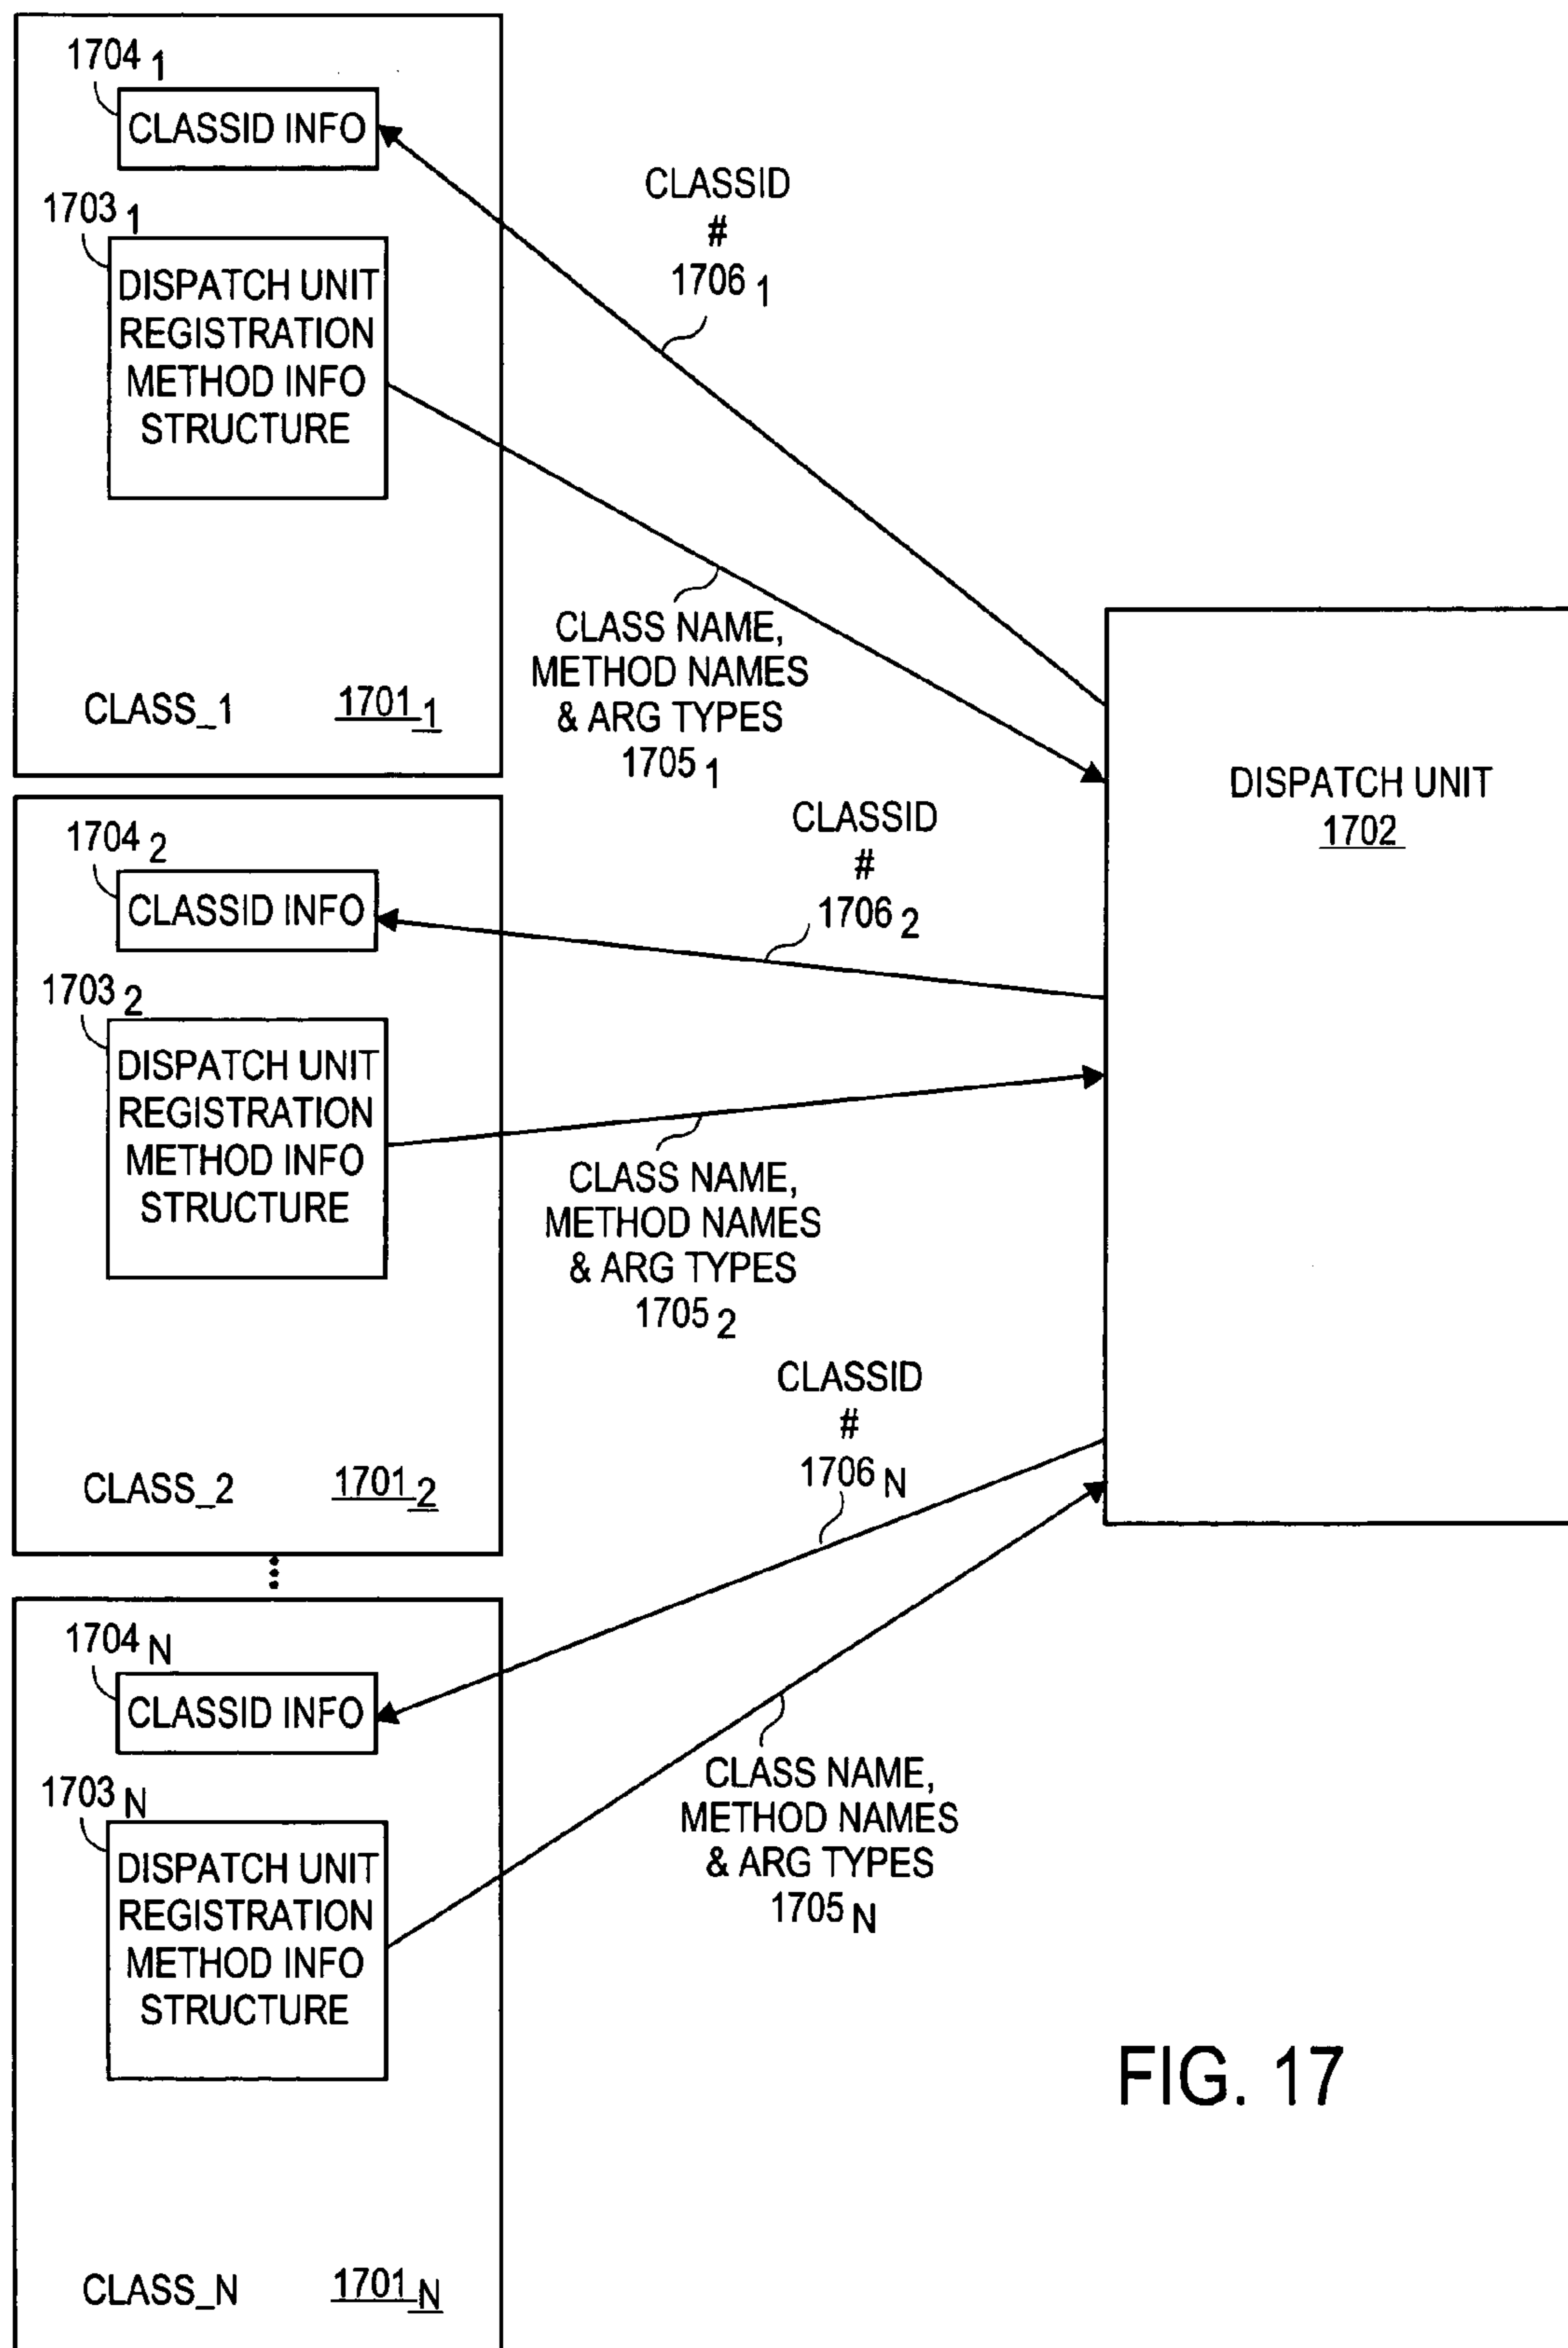 1704 1
CLASSID INFO
1703 1
DISPATCH UNIT
REGISTRATION
METHOD INFO
STRUCTURE
CLASS_1 1701 1
CLASSID
#
1706 1
CLASS NAME,
METHOD NAMES
& ARG TYPES
1705 1
DISPATCH UNIT
1702
1704 2
CLASSID INFO
1703 2
DISPATCH UNIT
REGISTRATION
METHOD INFO
STRUCTURE
CLASS_2 1701 2
CLASSID
#
1706 2
CLASS NAME,
METHOD NAMES
& ARG TYPES
1705 2
CLASSID
#
1706 N
1704 N
CLASSID INFO
1703 N
DISPATCH UNIT
REGISTRATION
METHOD INFO
STRUCTURE
CLASS_N 1701 N
CLASS NAME,
METHOD NAMES
& ARG TYPES
1705 N
FIG. 17